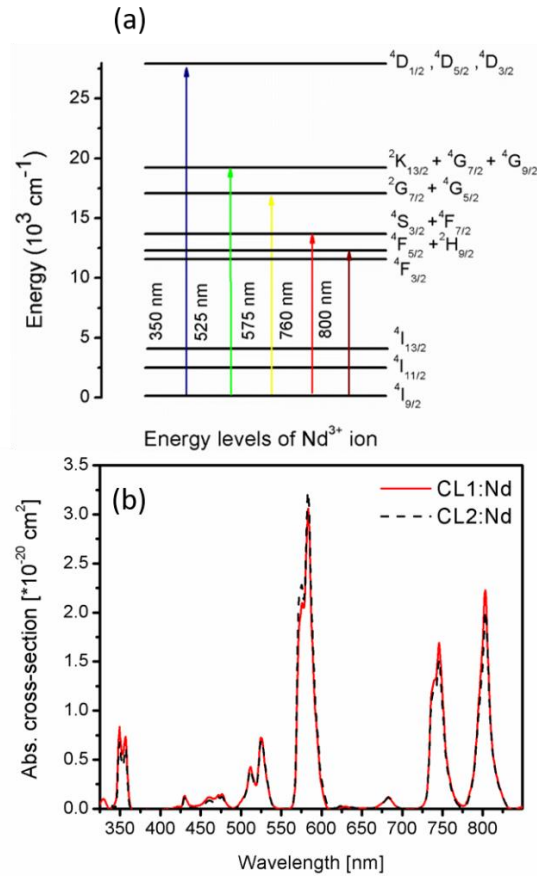 (a)
25
20
15
10
5
0
Energy (10³ cm⁻¹)
350 nm
525 nm
575 nm
760 nm
800 nm
⁴D₁/₂ ,⁴D₅/₂ ,⁴D₃/₂
²K₁₃/₂ + ⁴G₇/₂ + ⁴G₉/₂
²G₇/₂ + ⁴G₅/₂
⁴S₃/₂ +⁴F₇/₂
⁴F₅/₂ +²H₉/₂
⁴F₃/₂
⁴I₁₃/₂
⁴I₁₁/₂
⁴I₉/₂
Energy levels of Nd³⁺ ion
(b)
CL1:Nd
CL2:Nd
3.5
3.0
2.5
2.0
1.5
1.0
0.5
0.0
Abs. cross-section [*10⁻²⁰ cm²]
350 400 450 500 550 600 650 700 750 800
Wavelength [nm]